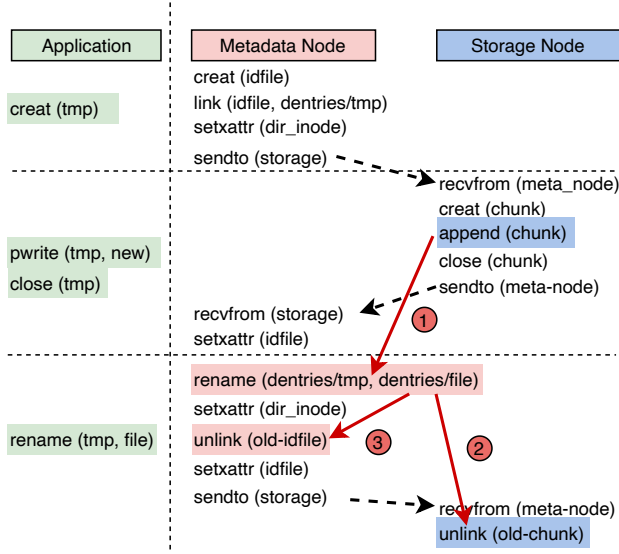 Application
Metadata Node
Storage Node
creat (tmp)
creat (idfile)
link (idfile, dentries/tmp)
setxattr (dir_inode)
sendto (storage)
recvfrom (meta_node)
creat (chunk)
append (chunk)
close (chunk)
sendto (meta-node)
pwrite (tmp, new)
close (tmp)
recvfrom (storage)
setxattr (idfile)
1
rename (dentries/tmp, dentries/file)
setxattr (dir_inode)
unlink (old-idfile)
setxattr (idfile)
sendto (storage)
rename (tmp, file)
3
2
recvfrom (meta-node)
unlink (old-chunk)